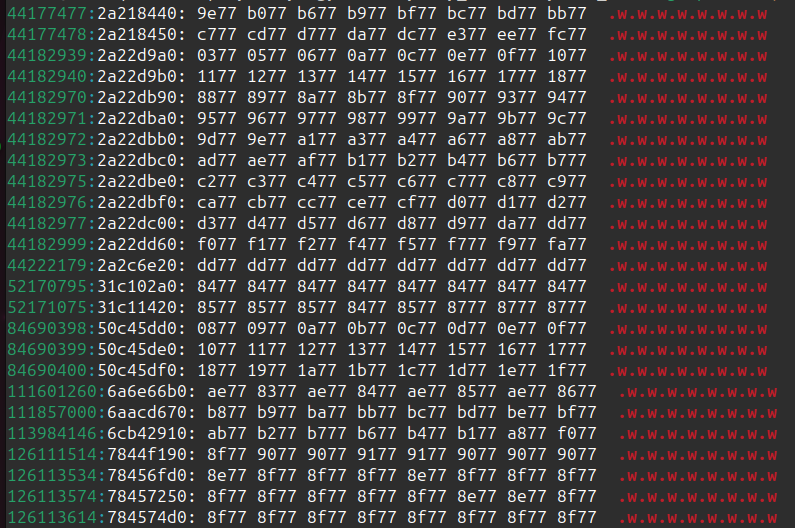 44177477:2a218440: 9e77 b077 b677 b977 bf77 bc77 bd77 bb77  .w.w.w.w.w.w.w.w
44177478:2a218450: c777 cd77 d777 da77 dc77 e377 ee77 fc77  .w.w.w.w.w.w.w.w
44182939:2a22d9a0: 0377 0577 0677 0a77 0c77 0e77 0f77 1077  .w.w.w.w.w.w.w.w
44182940:2a22d9b0: 1177 1277 1377 1477 1577 1677 1777 1877  .w.w.w.w.w.w.w.w
44182970:2a22db90: 8877 8977 8a77 8b77 8f77 9077 9377 9477  .w.w.w.w.w.w.w.w
44182971:2a22dba0: 9577 9677 9777 9877 9977 9a77 9b77 9c77  .w.w.w.w.w.w.w.w
44182972:2a22dbb0: 9d77 9e77 a177 a377 a477 a677 a877 ab77  .w.w.w.w.w.w.w.w
44182973:2a22dbc0: ad77 ae77 af77 b177 b277 b477 b677 b777  .w.w.w.w.w.w.w.w
44182975:2a22dbe0: c277 c377 c477 c577 c677 c777 c877 c977  .w.w.w.w.w.w.w.w
44182976:2a22dbf0: ca77 cb77 cc77 ce77 cf77 d077 d177 d277  .w.w.w.w.w.w.w.w
44182977:2a22dc00: d377 d477 d577 d677 d877 d977 da77 dd77  .w.w.w.w.w.w.w.w
44182999:2a22dd60: f077 f177 f277 f477 f577 f777 f977 fa77  .w.w.w.w.w.w.w.w
44222179:2a2c6e20: dd77 dd77 dd77 dd77 dd77 dd77 dd77 dd77  .w.w.w.w.w.w.w.w
52170795:31c102a0: 8477 8477 8477 8477 8477 8477 8477 8477  .w.w.w.w.w.w.w.w
52171075:31c11420: 8577 8577 8577 8477 8577 8777 8777 8777  .w.w.w.w.w.w.w.w
84690398:50c45dd0: 0877 0977 0a77 0b77 0c77 0d77 0e77 0f77  .w.w.w.w.w.w.w.w
84690399:50c45de0: 1077 1177 1277 1377 1477 1577 1677 1777  .w.w.w.w.w.w.w.w
84690400:50c45df0: 1877 1977 1a77 1b77 1c77 1d77 1e77 1f77  .w.w.w.w.w.w.w.w
111601260:6a6e66b0: ae77 8377 ae77 8477 ae77 8577 ae77 8677  .w.w.w.w.w.w.w.w
111857000:6aacd670: b877 b977 ba77 bb77 bc77 bd77 be77 bf77  .w.w.w.w.w.w.w.w
113984146:6cb42910: ab77 b277 b777 b677 b477 b177 a877 f077  .w.w.w.w.w.w.w.w
126111514:7844f190: 8f77 9077 9077 9177 9177 9077 9077 9077  .w.w.w.w.w.w.w.w
126113534:78456fd0: 8e77 8f77 8f77 8f77 8e77 8f77 8f77 8f77  .w.w.w.w.w.w.w.w
126113574:78457250: 8f77 8f77 8f77 8f77 8f77 8e77 8e77 8f77  .w.w.w.w.w.w.w.w
126113614:784574d0: 8f77 8f77 8f77 8f77 8f77 8f77 8f77 8f77  .w.w.w.w.w.w.w.w